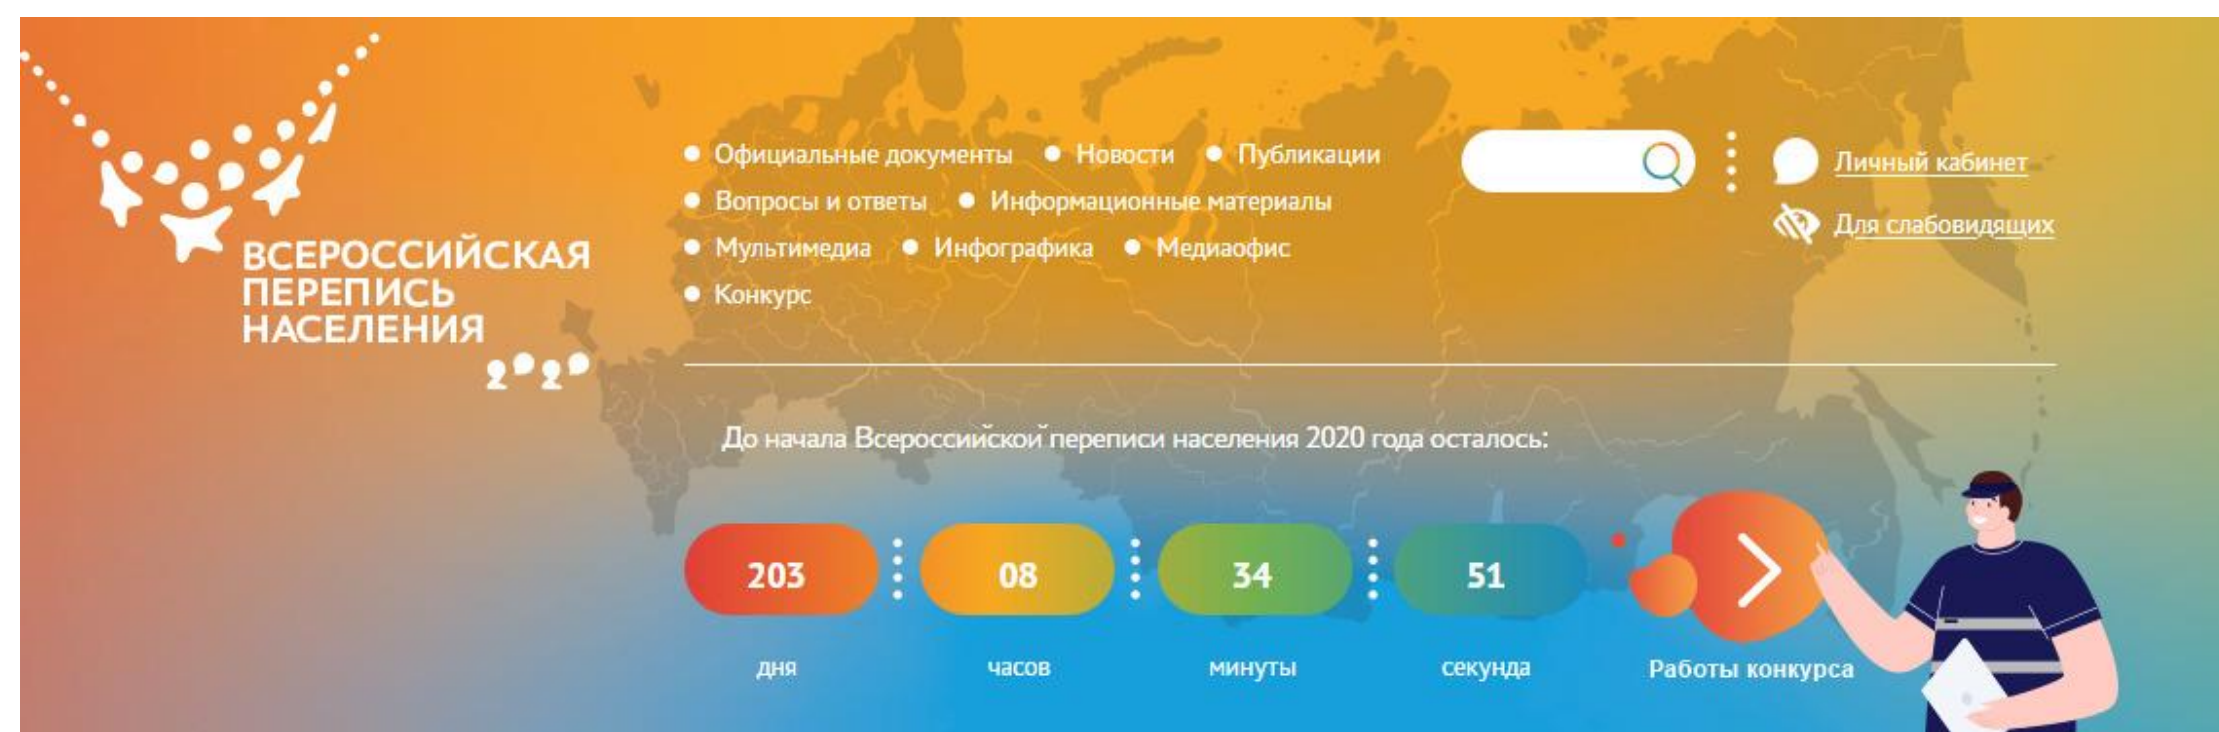 ВСЕРОССИЙСКАЯ
ПЕРЕПИСЬ
НАСЕЛЕНИЯ
2020
Официальные документы Новости Публикации
Вопросы и ответы Информационные материалы
Мультимедиа Инфографика Медиаофис
Конкурс
Личный кабинет
Для слабовидящих
До начала Всероссийской переписи населения 2020 года осталось:
203 08 34 51
дня часов минуты секунда Работы конкурса